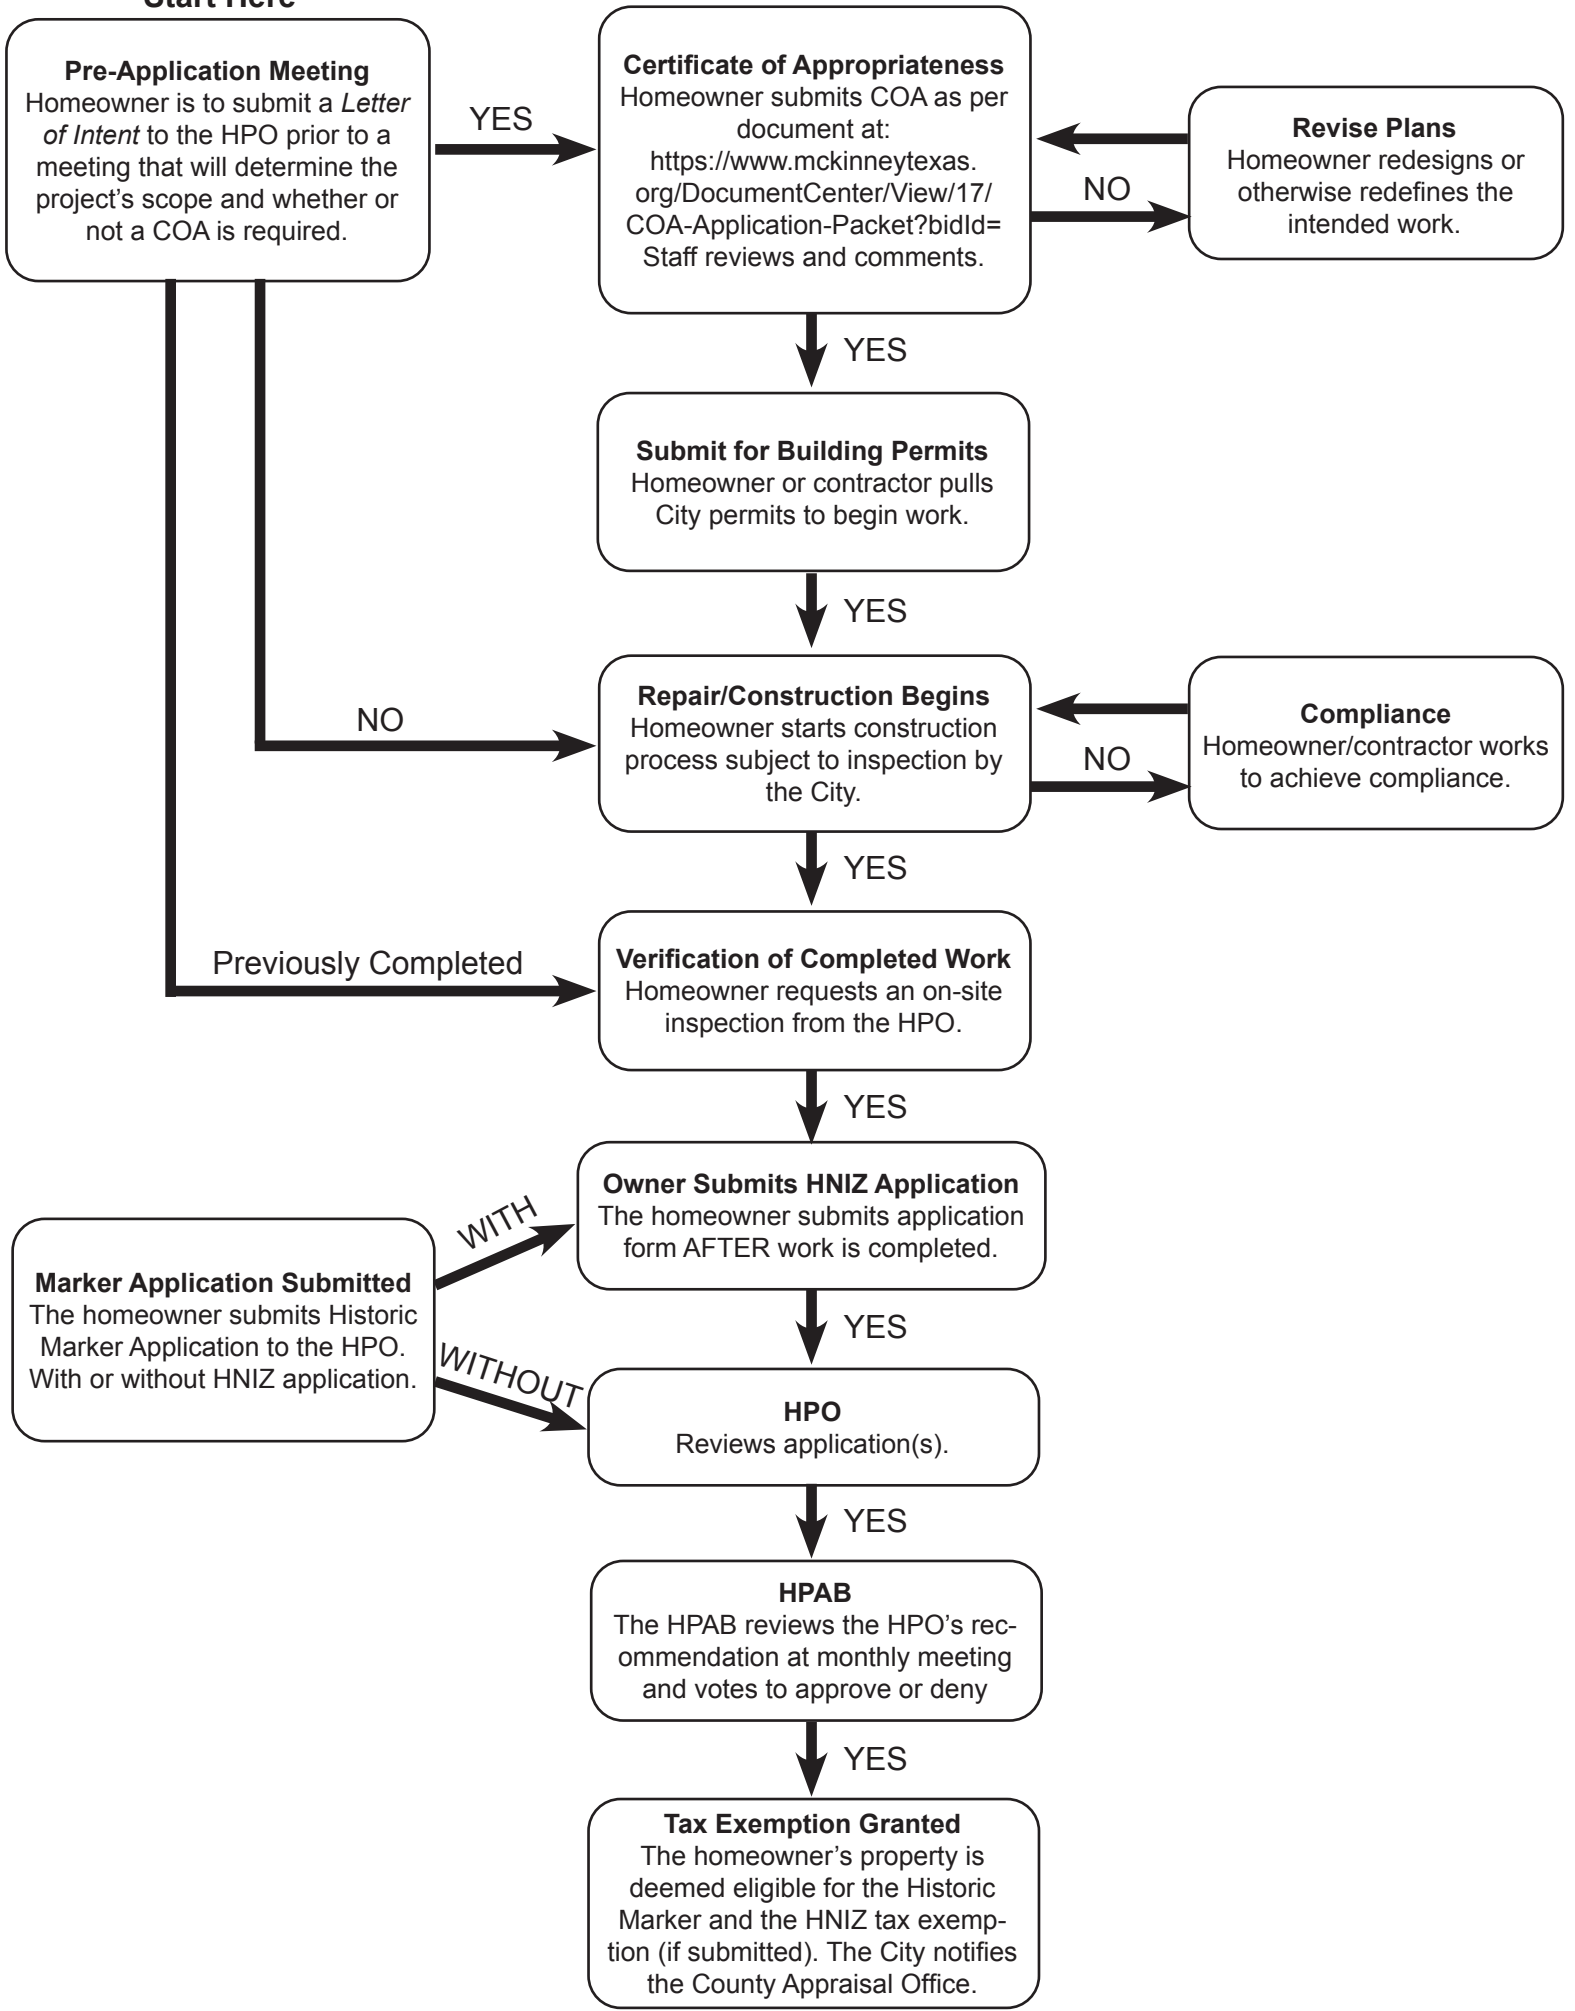 Start Here
Pre-Application Meeting
Homeowner is to submit a Letter
of Intent to the HPO prior to a
meeting that will determine the
project's scope and whether or
not a COA is required.
YES
Certificate of Appropriateness
Homeowner submits COA as per
document at:
https://www.mckinneytexas.
org/DocumentCenter/View/17/
COA-Application-Packet?bidId=
Staff reviews and comments.
NO
Revise Plans
Homeowner redesigns or
otherwise redefines the
intended work.
YES
Submit for Building Permits
Homeowner or contractor pulls
City permits to begin work.
YES
NO
Repair/Construction Begins
Homeowner starts construction
process subject to inspection by
the City.
NO
Compliance
Homeowner/contractor works
to achieve compliance.
YES
Previously Completed
Verification of Completed Work
Homeowner requests an on-site
inspection from the HPO.
YES
Owner Submits HNIZ Application
The homeowner submits application
form AFTER work is completed.
WITH
Marker Application Submitted
The homeowner submits Historic
Marker Application to the HPO.
With or without HNIZ application.
WITHOUT
YES
HPO
Reviews application(s).
YES
HPAB
The HPAB reviews the HPO's rec-
ommendation at monthly meeting
and votes to approve or deny
YES
Tax Exemption Granted
The homeowner's property is
deemed eligible for the Historic
Marker and the HNIZ tax exemp-
tion (if submitted). The City notifies
the County Appraisal Office.